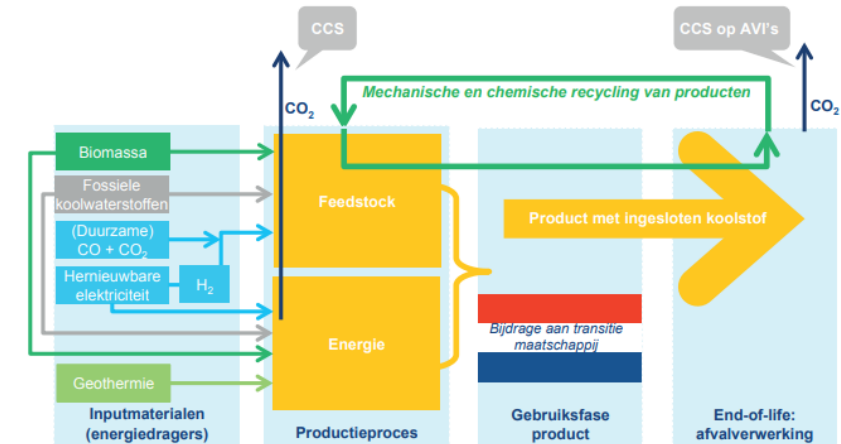 CCS
CCS op AVI's
Mechanische en chemische recycling van producten
CO₂
CO₂
Biomassa
Fossiele
koolwaterstoffen
(Duurzame)
CO + CO₂
Hernieuwbare
elektriciteit
H₂
Geothermie
Feedstock
Energie
Product met ingesloten koolstof
Bijdrage aan transitie
maatschappij
Inputmaterialen
(energiedragers)
Productieproces
Gebruiksfase
product
End-of-life:
afvalverwerking